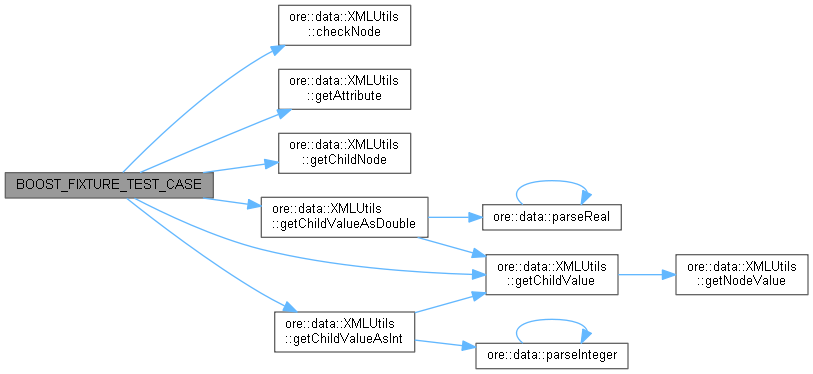 ore::data::XMLUtils
::checkNode
ore::data::XMLUtils
::getAttribute
ore::data::XMLUtils
::getChildNode
BOOST_FIXTURE_TEST_CASE
ore::data::XMLUtils
::getChildValueAsDouble
ore::data::parseReal
ore::data::XMLUtils
::getChildValue
ore::data::XMLUtils
::getNodeValue
ore::data::XMLUtils
::getChildValueAsInt
ore::data::parseInteger